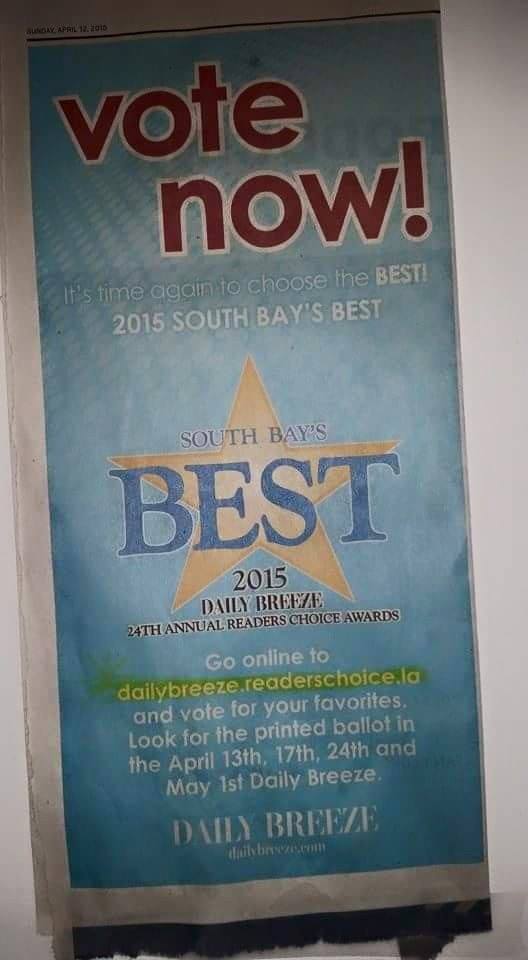 SUNDAY, APRIL 12, 2015
vote
now!
It's time again to choose the BEST!
2015 SOUTH BAY'S BEST
SOUTH BAY'S
BEST
2015
DAILY BREEZE
24TH ANNUAL READERS CHOICE AWARDS
Go online to
dailybreeze.readerschoice.la
and vote for your favorites.
Look for the printed ballot in
the April 13th, 17th, 24th and
May 1st Daily Breeze.
DAILY BREEZE
dailybreeze.com